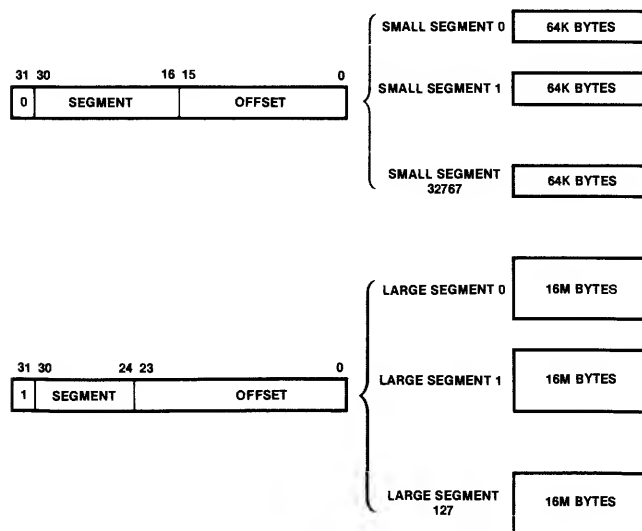 SMALL SEGMENT 0
64K BYTES
31 30 16 15 0
0 SEGMENT OFFSET
SMALL SEGMENT 1
64K BYTES
SMALL SEGMENT
32767
64K BYTES
LARGE SEGMENT 0
16M BYTES
31 30 24 23 0
1 SEGMENT OFFSET
LARGE SEGMENT 1
16M BYTES
LARGE SEGMENT
127
16M BYTES